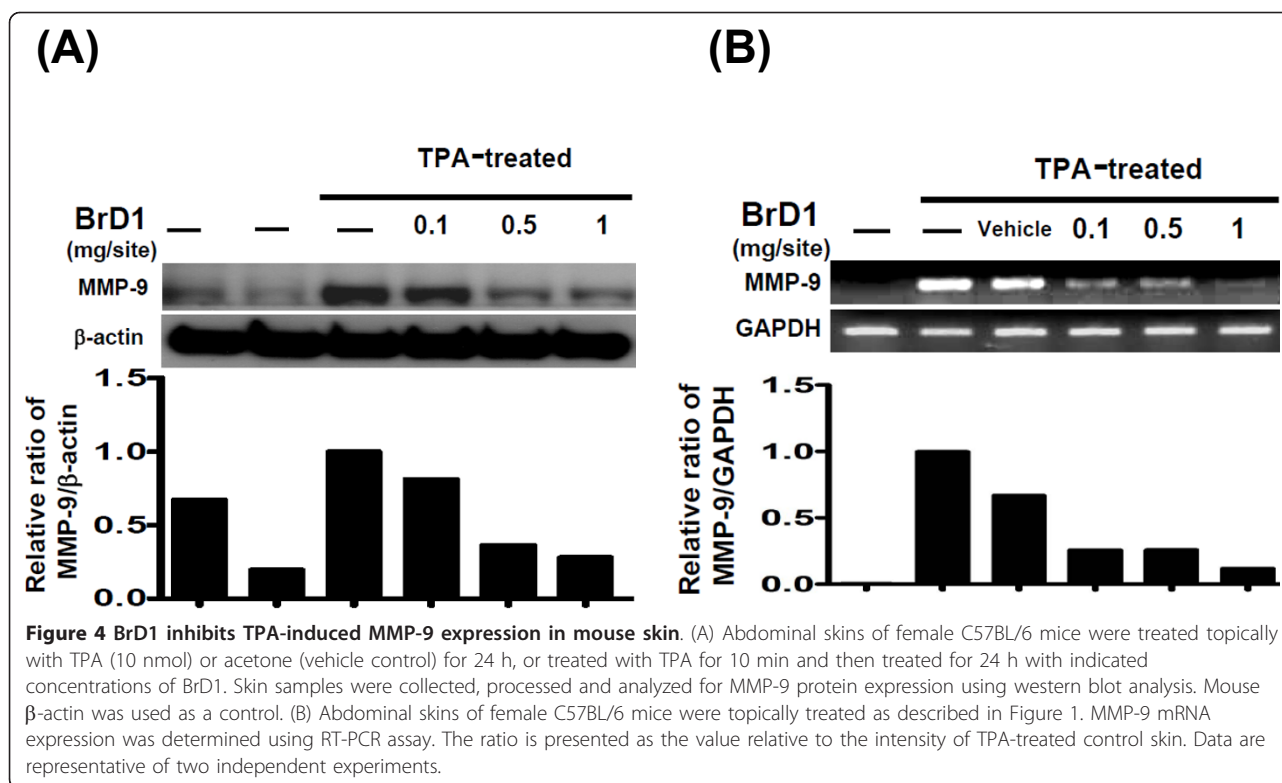 (A)
TPA-treated
BrD1 — — — 0.1 0.5 1
(mg/site)
MMP-9
β-actin
Relative ratio of
MMP-9/β-actin
1.5
1.0
0.5
0.0
(B)
TPA-treated
BrD1 — — Vehicle 0.1 0.5 1
(mg/site)
MMP-9
GAPDH
Relative ratio of
MMP-9/GAPDH
1.5
1.0
0.5
0.0
Figure 4 BrD1 inhibits TPA-induced MMP-9 expression in mouse skin. (A) Abdominal skins of female C57BL/6 mice were treated topically
with TPA (10 nmol) or acetone (vehicle control) for 24 h, or treated with TPA for 10 min and then treated for 24 h with indicated
concentrations of BrD1. Skin samples were collected, processed and analyzed for MMP-9 protein expression using western blot analysis. Mouse
β-actin was used as a control. (B) Abdominal skins of female C57BL/6 mice were topically treated as described in Figure 1. MMP-9 mRNA
expression was determined using RT-PCR assay. The ratio is presented as the value relative to the intensity of TPA-treated control skin. Data are
representative of two independent experiments.